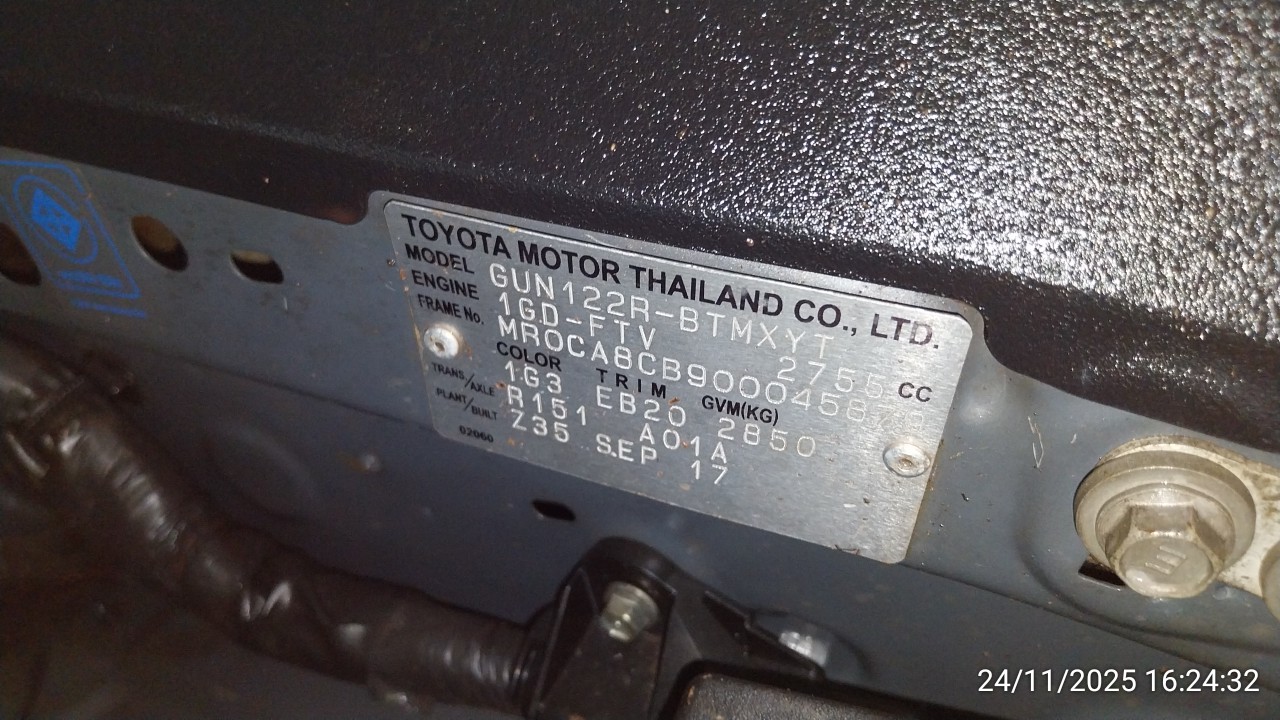 TOYOTA MOTOR THAILAND CO., LTD.
MODEL GUN122R-BTMXYT
ENGINE 1GD-FTV 2755 CC
FRAME No. MR0CA8CB900045872
COLOR TRIM GVM(KG)
1G3 EB20 2850
TRANS./AXLE R151 A01A
PLANT/BUILT Z35 SEP 17
02060
24/11/2025 16:24:32